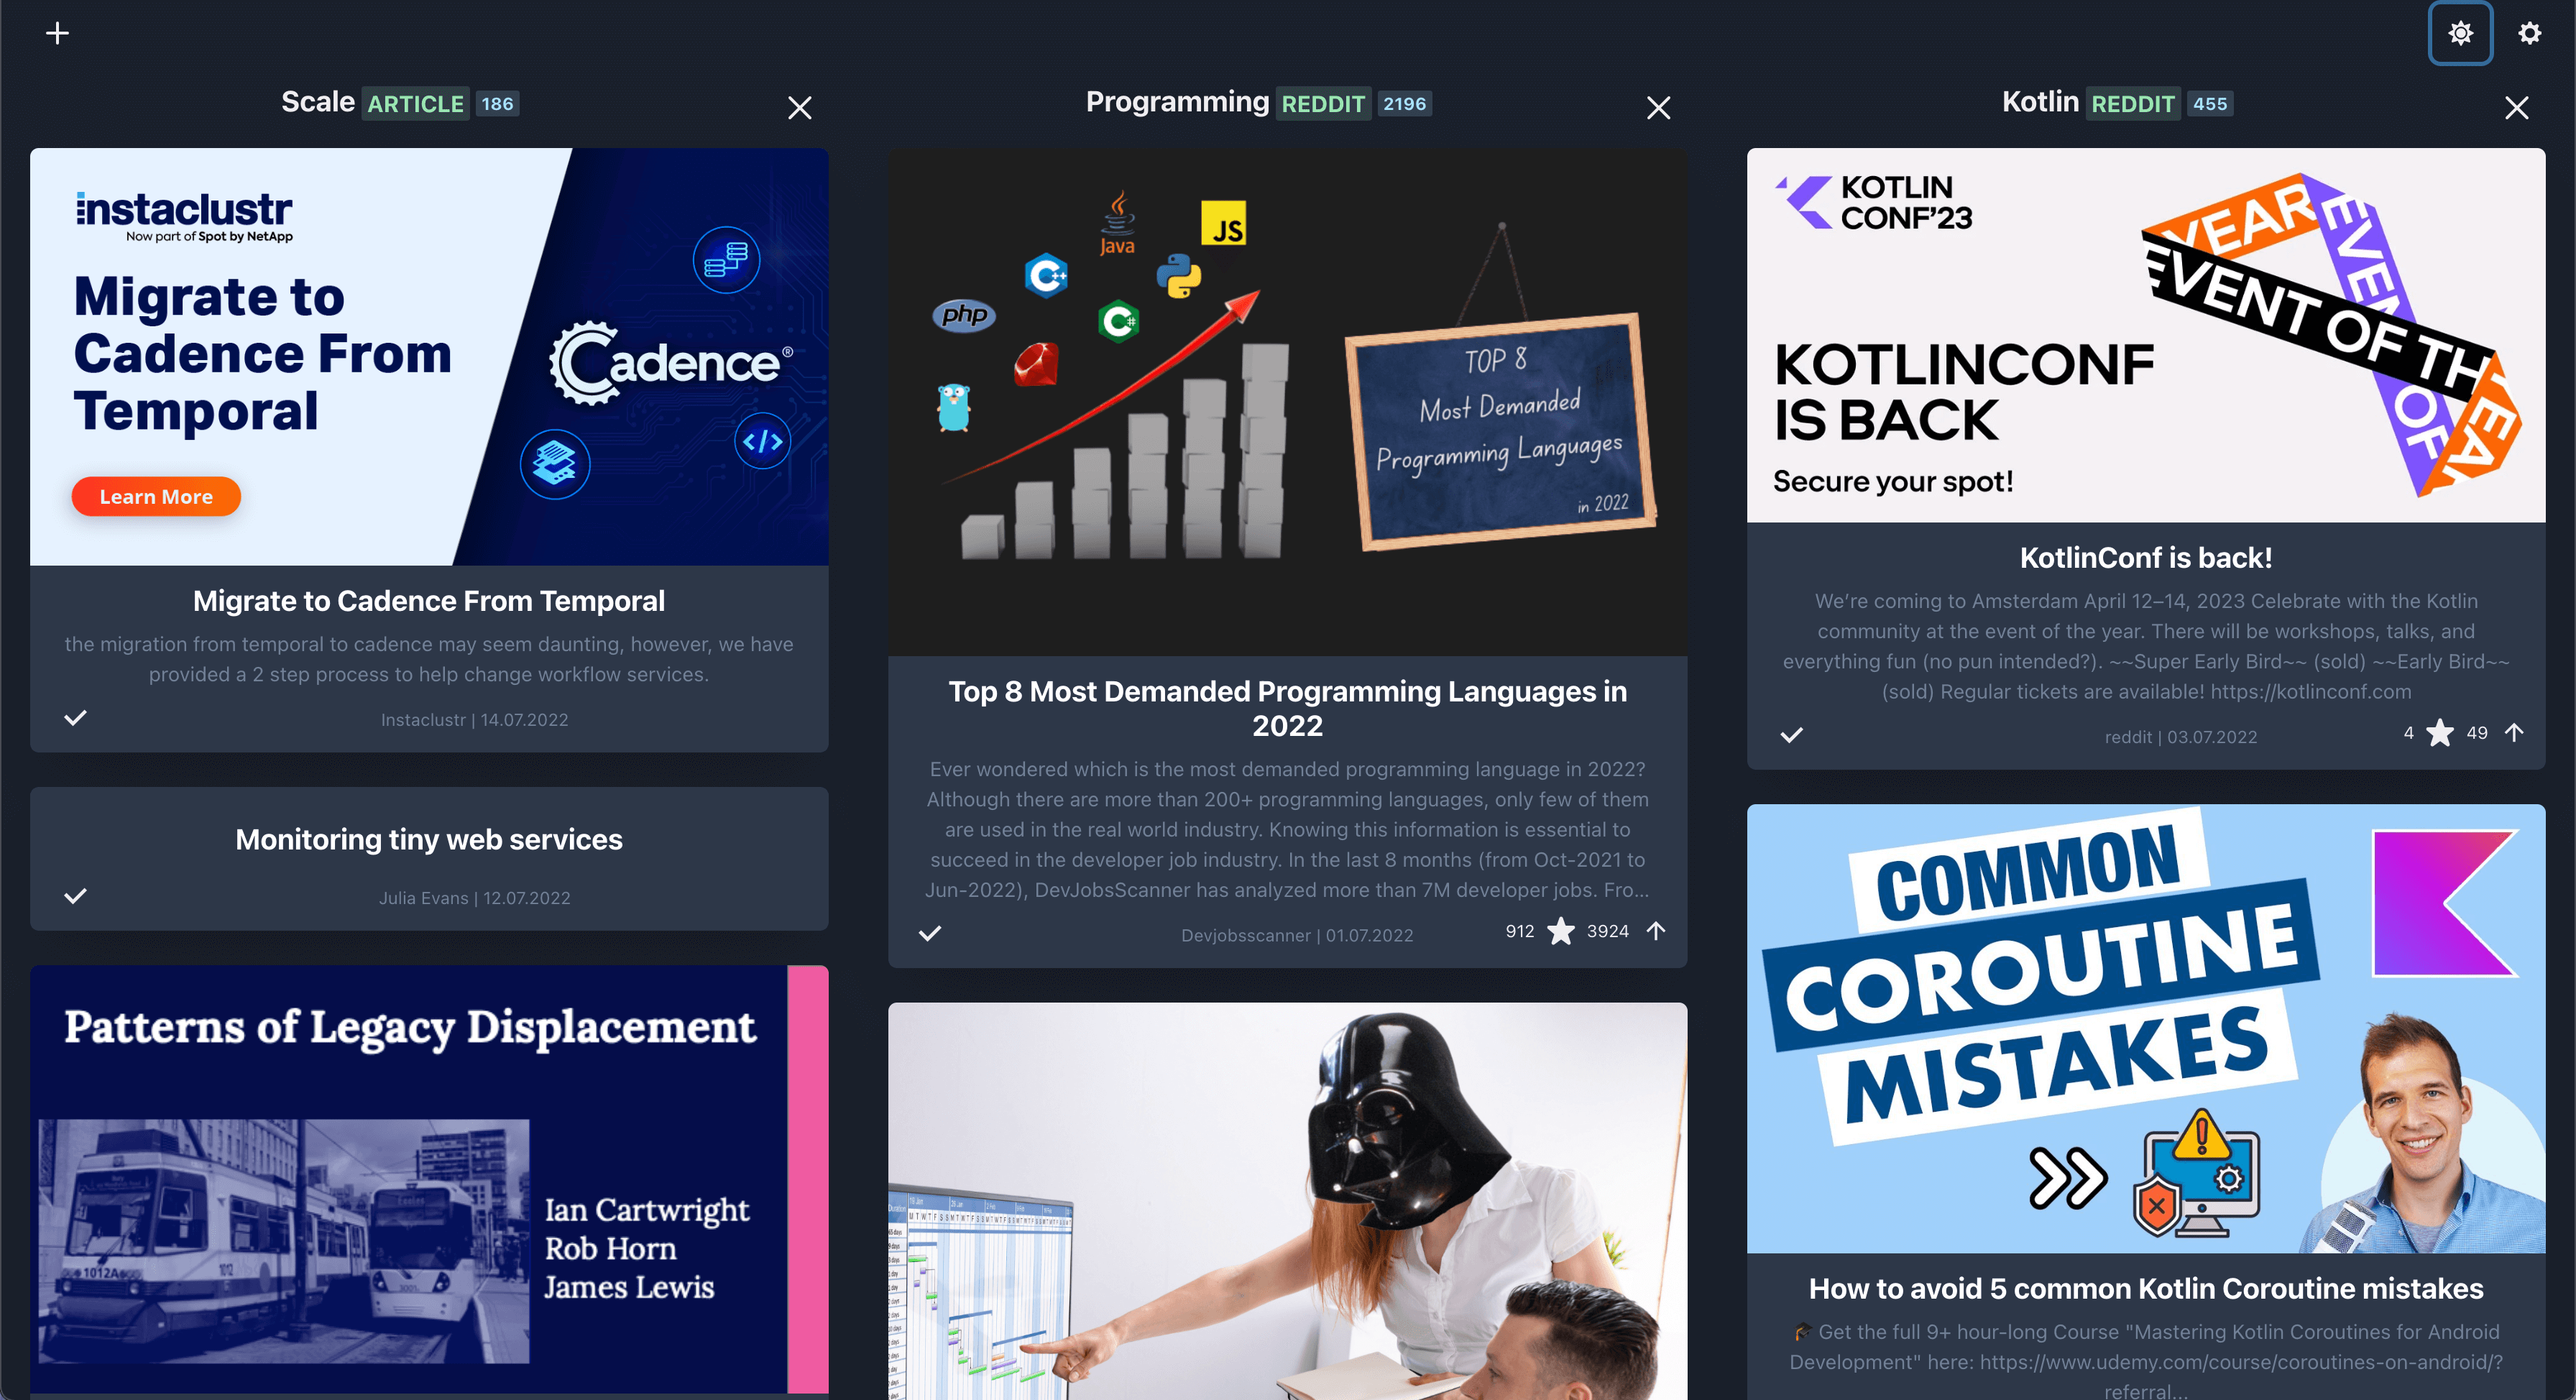 Scale ARTICLE 186
instaclustr
Now part of Spot by NetApp
Migrate to
Cadence From
Temporal
Learn More
Cadence®
</>
Migrate to Cadence From Temporal
the migration from temporal to cadence may seem daunting, however, we have
provided a 2 step process to help change workflow services.
Instaclustr | 14.07.2022
Monitoring tiny web services
Julia Evans | 12.07.2022
Patterns of Legacy Displacement
1012A
1012
3005
Ian Cartwright
Rob Horn
James Lewis
Programming REDDIT 2196
Java
JS
C++
php
C#
TOP 8
Most Demanded
Programming Languages
in 2022
Top 8 Most Demanded Programming Languages in
2022
Ever wondered which is the most demanded programming language in 2022?
Although there are more than 200+ programming languages, only few of them
are used in the real world industry. Knowing this information is essential to
succeed in the developer job industry. In the last 8 months (from Oct-2021 to
Jun-2022), DevJobsScanner has analyzed more than 7M developer jobs. Fro...
Devjobsscanner | 01.07.2022
912 3924
Kotlin REDDIT 455
KOTLIN
CONF'23
YEAR
EVEN
EVENT OF TH
OF
EA
KOTLINCONF
IS BACK
Secure your spot!
KotlinConf is back!
We’re coming to Amsterdam April 12–14, 2023 Celebrate with the Kotlin
community at the event of the year. There will be workshops, talks, and
everything fun (no pun intended?). ~~Super Early Bird~~ (sold) ~~Early Bird~~
(sold) Regular tickets are available! https://kotlinconf.com
reddit | 03.07.2022
4 49
COMMON
COROUTINE
MISTAKES
How to avoid 5 common Kotlin Coroutine mistakes
🎓 Get the full 9+ hour-long Course "Mastering Kotlin Coroutines for Android
Development" here: https://www.udemy.com/course/coroutines-on-android/?
referral...